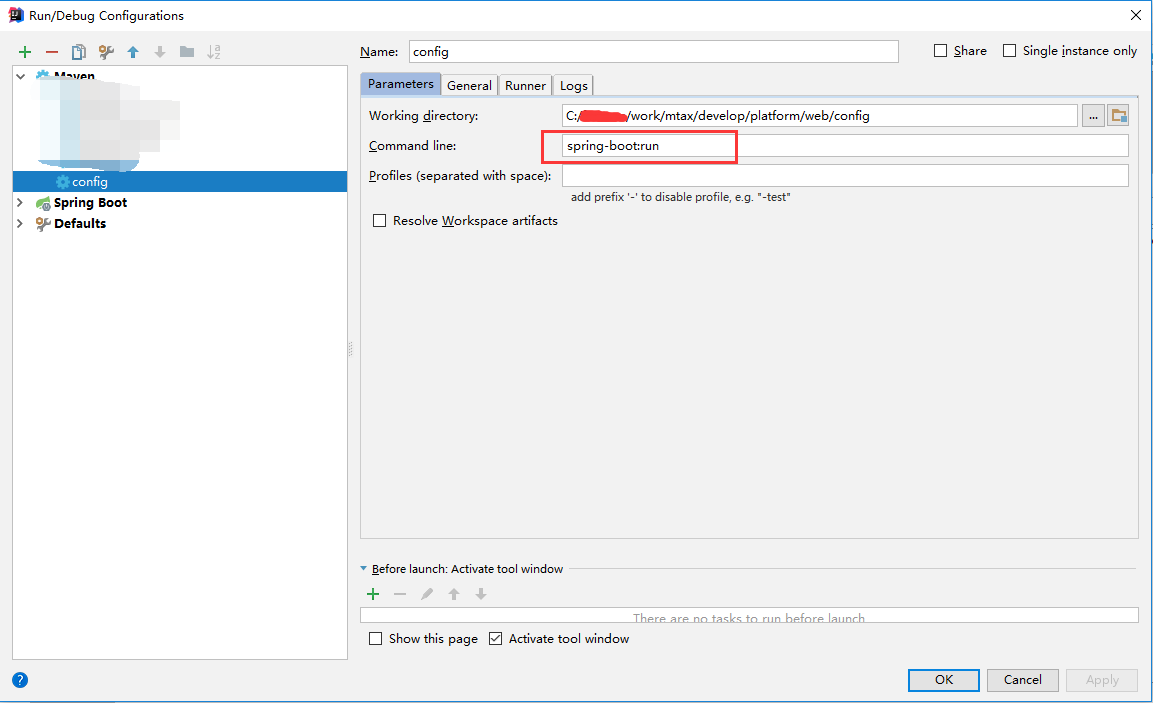 Run/Debug Configurations
Name: config
Share
Single instance only
Maven
config
Spring Boot
Defaults
Parameters General Runner Logs
Working directory: C:/ /work/mtax/develop/platform/web/config ...
Command line: spring-boot:run
Profiles (separated with space):
add prefix '-' to disable profile, e.g. "-test"
Resolve Workspace artifacts
Before launch: Activate tool window
There are no tasks to run before launch
Show this page Activate tool window
? OK Cancel Apply